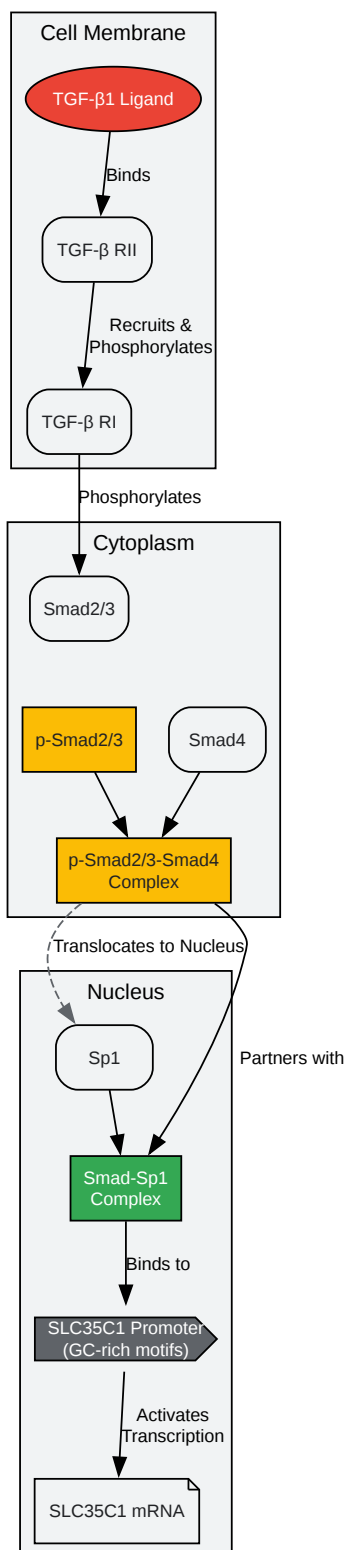 Cell Membrane
TGF-β1 Ligand
Binds
TGF-β RII
Recruits &
Phosphorylates
TGF-β RI
Phosphorylates
Cytoplasm
Smad2/3
p-Smad2/3
Smad4
p-Smad2/3-Smad4
Complex
Translocates to Nucleus
Nucleus
Sp1
Partners with
Smad-Sp1
Complex
Binds to
SLC35C1 Promoter
(GC-rich motifs)
Activates
Transcription
SLC35C1 mRNA